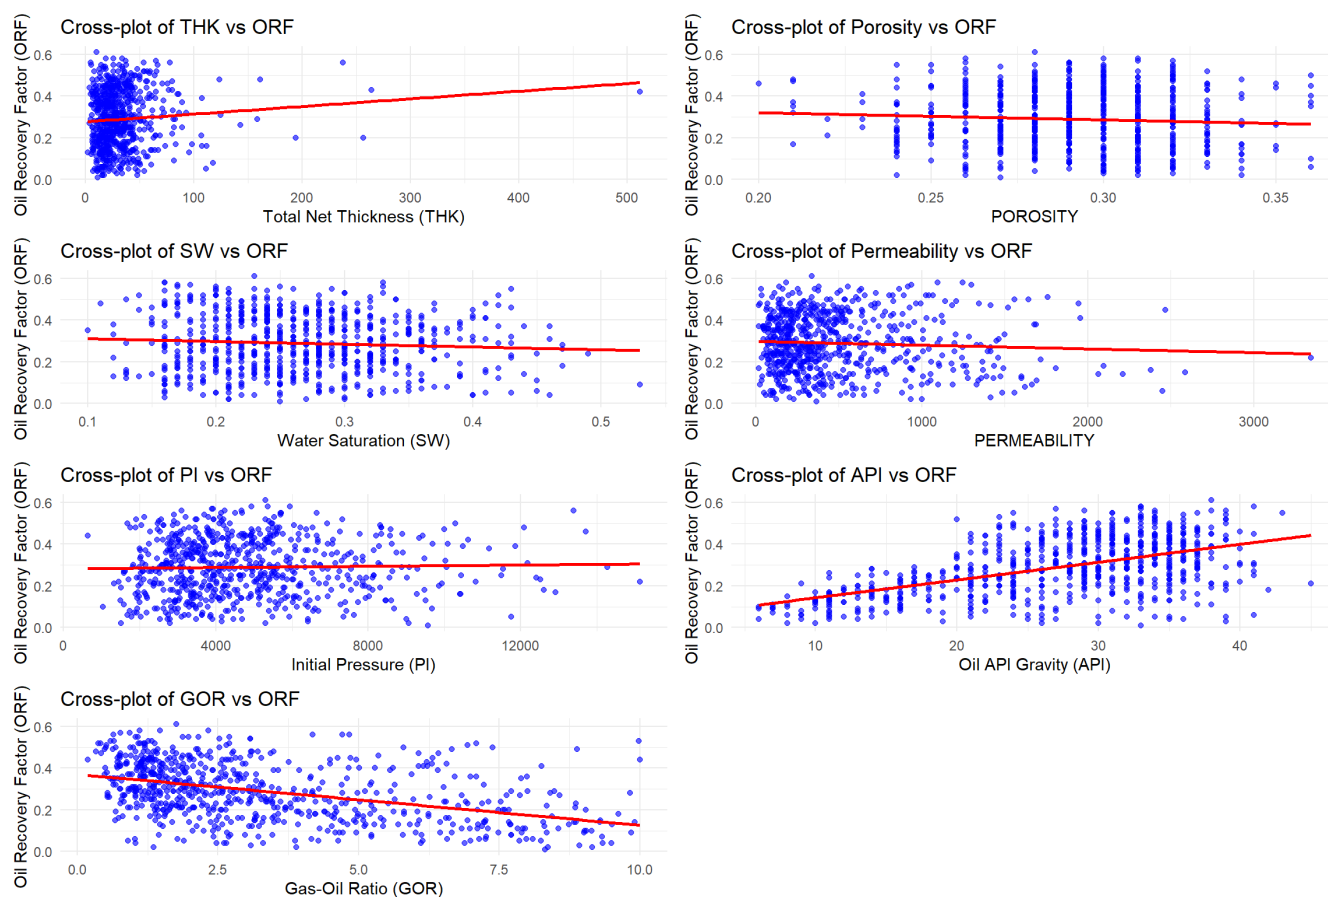 Cross-plot of THK vs ORF
Oil Recovery Factor (ORF)
0.6
0.4
0.2
0.0
0
100
200
300
400
500
Total Net Thickness (THK)
Cross-plot of Porosity vs ORF
Oil Recovery Factor (ORF)
0.6
0.4
0.2
0.0
0.20
0.25
0.30
0.35
POROSITY
Cross-plot of SW vs ORF
Oil Recovery Factor (ORF)
0.6
0.4
0.2
0.0
0.1
0.2
0.3
0.4
0.5
Water Saturation (SW)
Cross-plot of Permeability vs ORF
Oil Recovery Factor (ORF)
0.6
0.4
0.2
0.0
0
1000
2000
3000
PERMEABILITY
Cross-plot of PI vs ORF
Oil Recovery Factor (ORF)
0.6
0.4
0.2
0.0
0
4000
8000
12000
Initial Pressure (PI)
Cross-plot of API vs ORF
Oil Recovery Factor (ORF)
0.6
0.4
0.2
0.0
10
20
30
40
Oil API Gravity (API)
Cross-plot of GOR vs ORF
Oil Recovery Factor (ORF)
0.6
0.4
0.2
0.0
0.0
2.5
5.0
7.5
10.0
Gas-Oil Ratio (GOR)